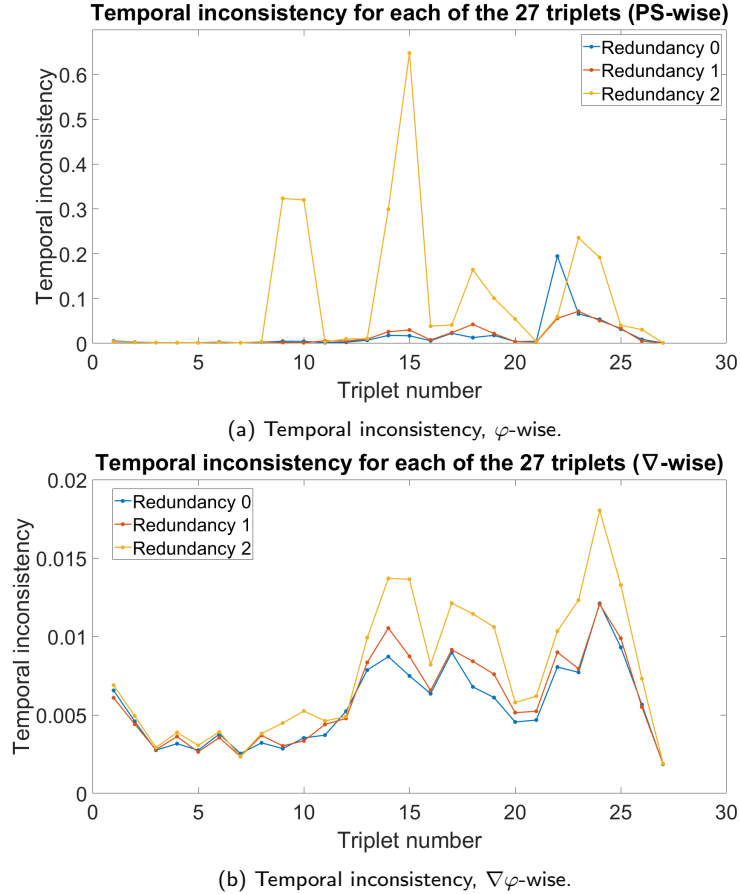 Temporal inconsistency for each of the 27 triplets (PS-wise)
Temporal inconsistency
0.6
0.5
0.4
0.3
0.2
0.1
0
Redundancy 0
Redundancy 1
Redundancy 2
0 5 10 15 20 25 30
Triplet number
(a) Temporal inconsistency, φ-wise.
Temporal inconsistency for each of the 27 triplets (∇-wise)
Temporal inconsistency
0.02
0.015
0.01
0.005
0
Redundancy 0
Redundancy 1
Redundancy 2
0 5 10 15 20 25 30
Triplet number
(b) Temporal inconsistency, ∇φ-wise.